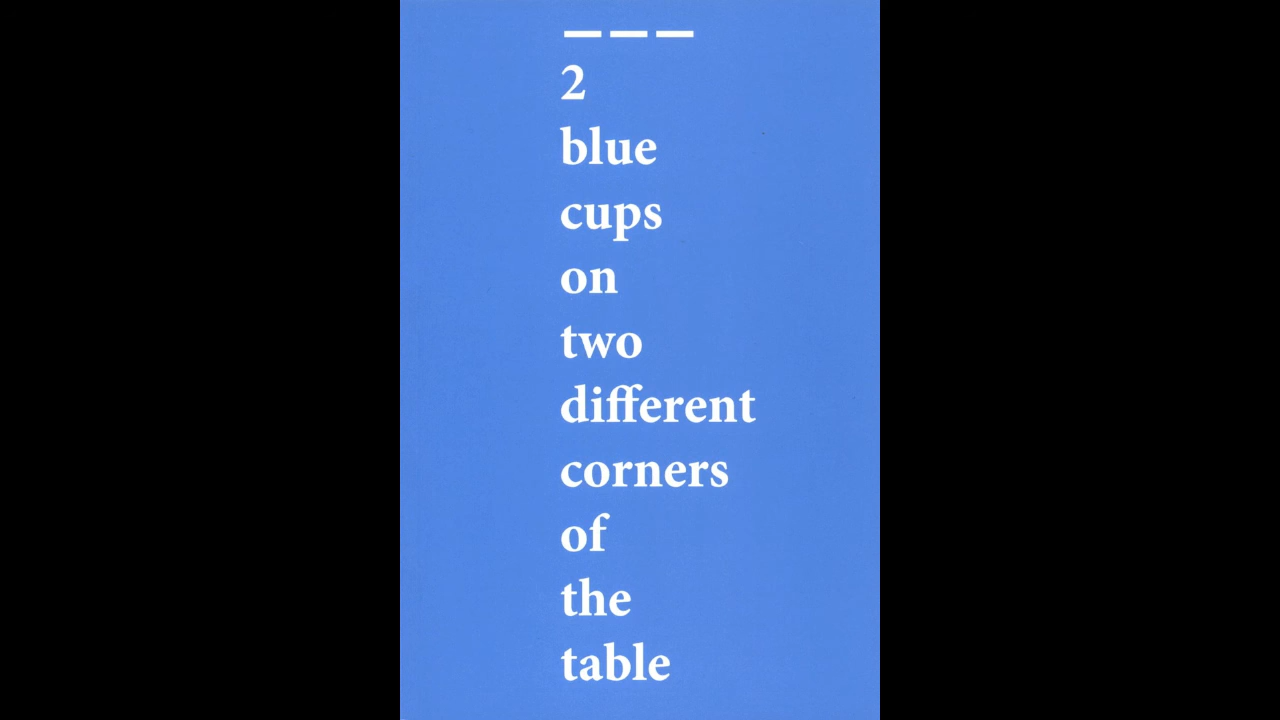 ———
2
blue
cups
on
two
different
corners
of
the
table